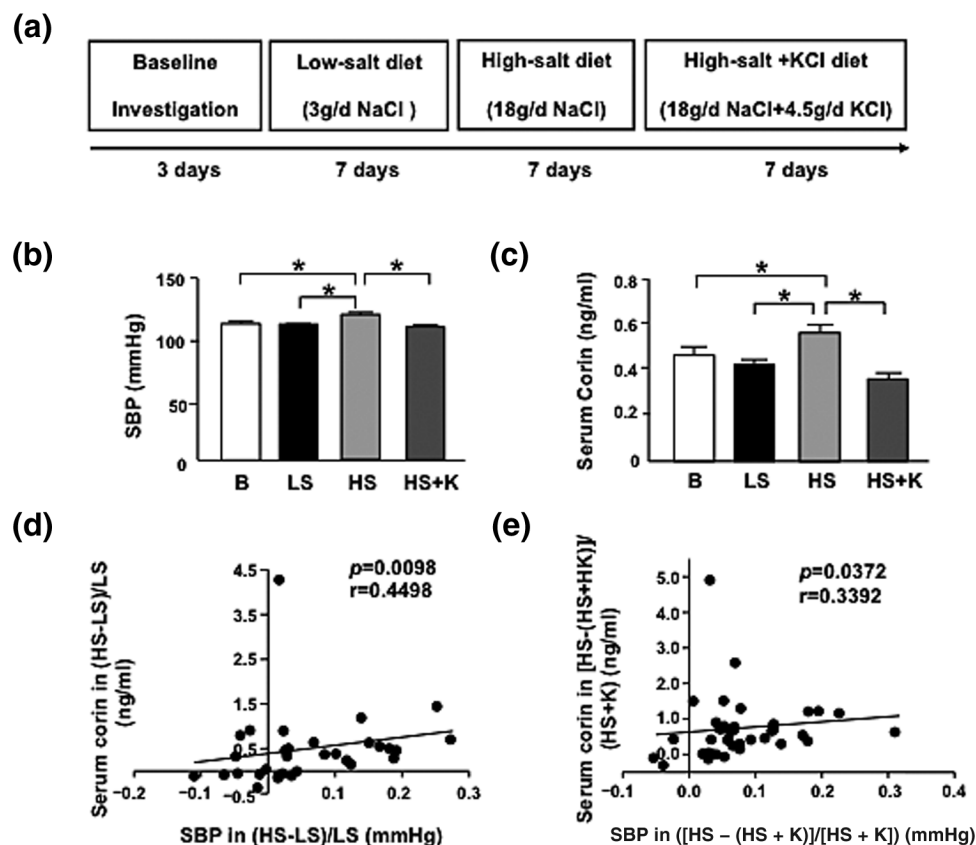 (a)
Baseline
Investigation
Low-salt diet
(3g/d NaCl )
High-salt diet
(18g/d NaCl)
High-salt +KCl diet
(18g/d NaCl+4.5g/d KCl)
3 days
7 days
7 days
7 days
(b)
SBP (mmHg)
150
100
50
0
*
*
*
B
LS
HS
HS+K
(c)
Serum Corin (ng/ml)
0.8
0.6
0.4
0.2
0
*
*
*
B
LS
HS
HS+K
(d)
Serum corin in (HS-LS)/LS
(ng/ml)
4.5
3.5
2.5
1.5
0.5
−0.5
p=0.0098
r=0.4498
−0.2
−0.1
0.0
0.1
0.2
0.3
SBP in (HS-LS)/LS (mmHg)
(e)
Serum corin in [HS-(HS+HK)]/
(HS+K) (ng/ml)
5.0
4.0
3.0
2.0
1.0
0.0
p=0.0372
r=0.3392
−0.1
0.0
0.1
0.2
0.3
0.4
SBP in ([HS − (HS + K)]/[HS + K]) (mmHg)